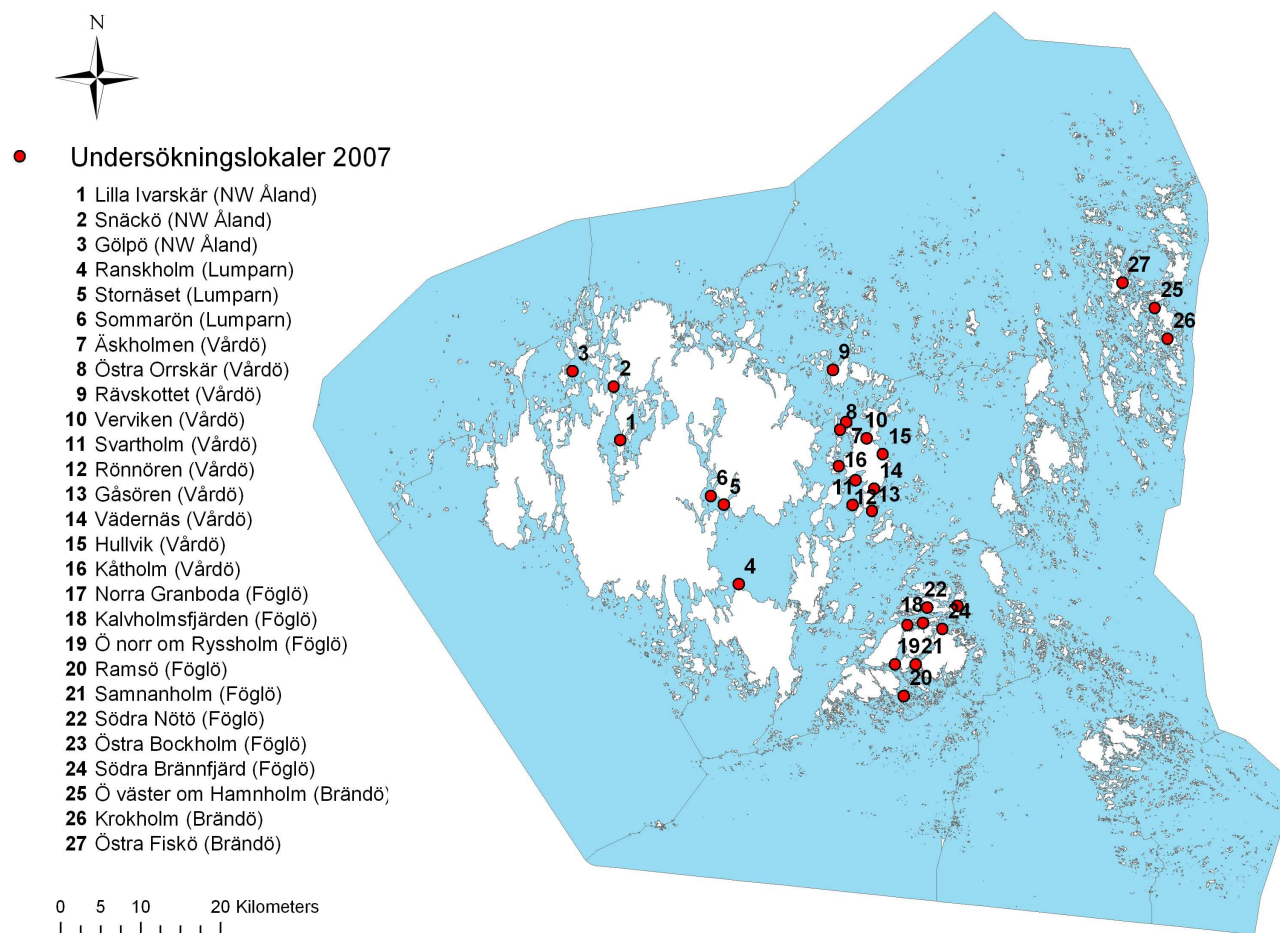 N
Undersökningslokaler 2007
1 Lilla Ivarskär (NW Åland)
2 Snäckö (NW Åland)
3 Gölpö (NW Åland)
4 Ranskholm (Lumparn)
5 Stornäset (Lumparn)
6 Sommarön (Lumparn)
7 Äskholmen (Vårdö)
8 Östra Orrskär (Vårdö)
9 Rävskottet (Vårdö)
10 Verviken (Vårdö)
11 Svartholm (Vårdö)
12 Rönnören (Vårdö)
13 Gåsören (Vårdö)
14 Vädernäs (Vårdö)
15 Hullvik (Vårdö)
16 Kåtholm (Vårdö)
17 Norra Granboda (Föglö)
18 Kalvholmsfjärden (Föglö)
19 Ö norr om Ryssholm (Föglö)
20 Ramsö (Föglö)
21 Samnanholm (Föglö)
22 Södra Nötö (Föglö)
23 Östra Bockholm (Föglö)
24 Södra Brännfjärd (Föglö)
25 Ö väster om Hamnholm (Brändö)
26 Krokholm (Brändö)
27 Östra Fiskö (Brändö)
0 5 10 20 Kilometers
27
25
26
9
3
2
8
10
1
7
15
16
14
6
5
11
12
13
4
22
18
24
19
21
20